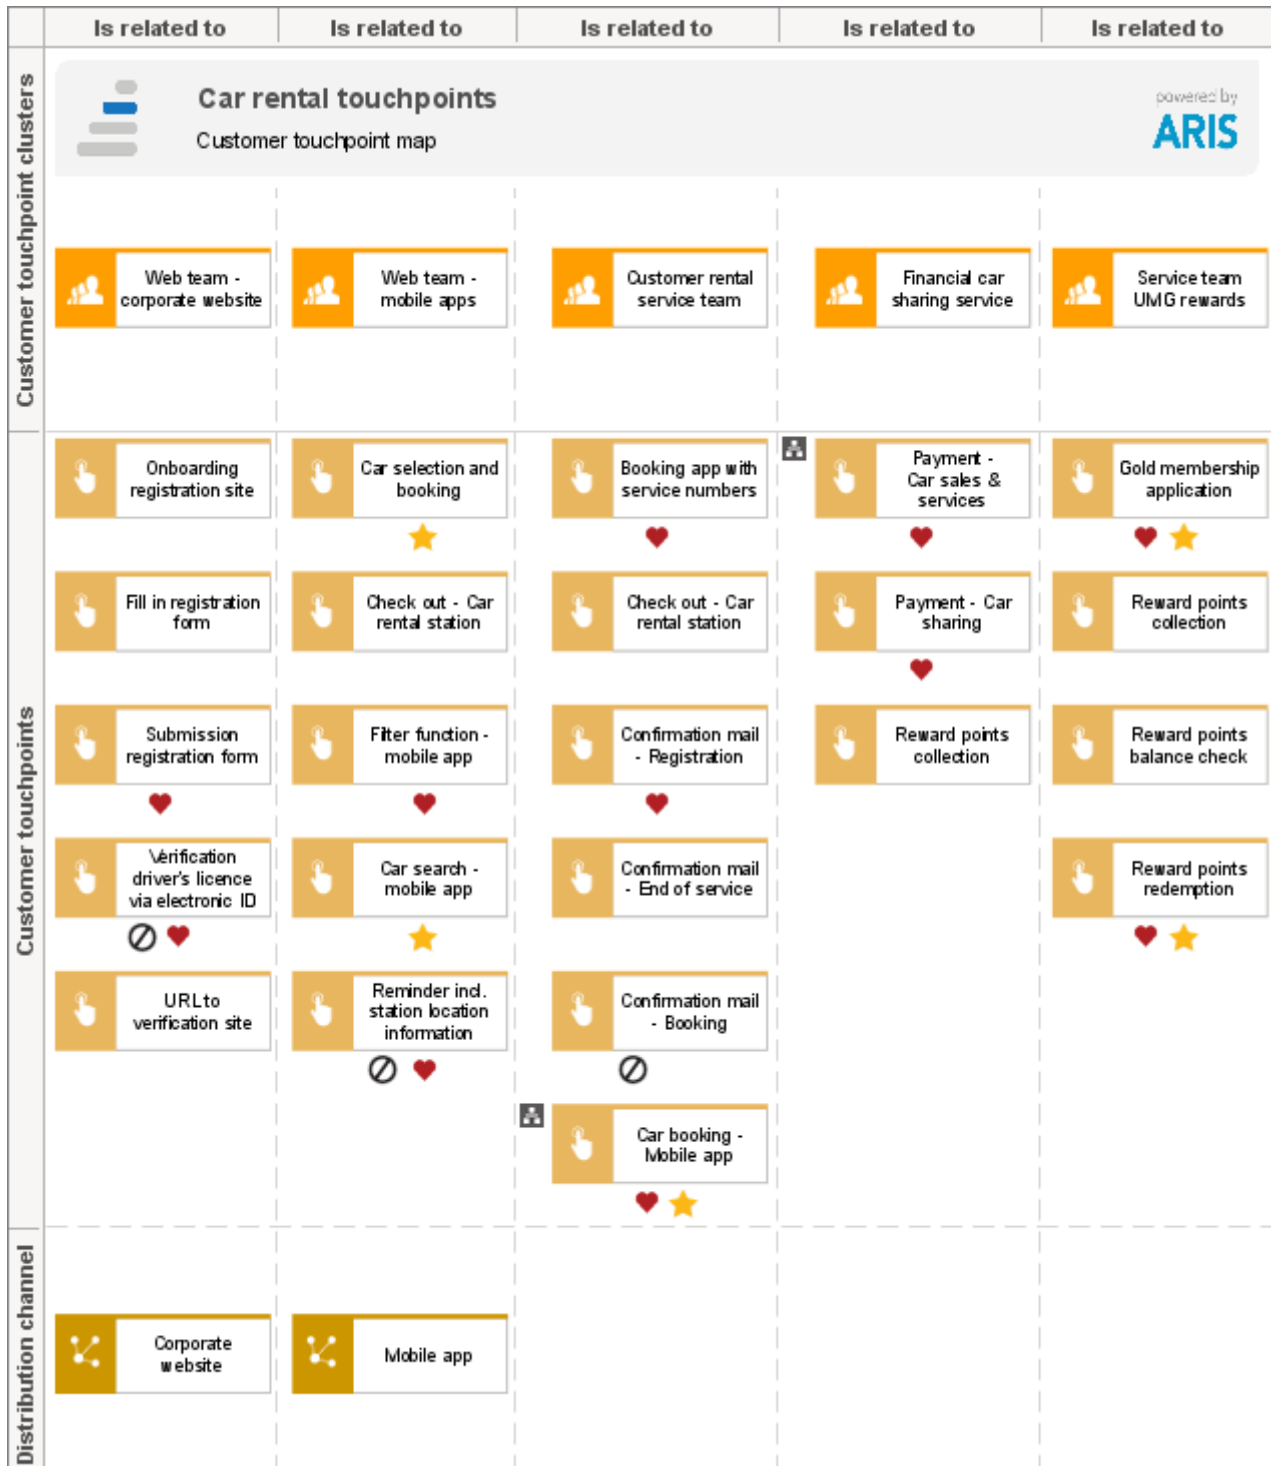 Is related to
Is related to
Is related to
Is related to
Is related to
Customer touchpoint clusters
Car rental touchpoints
Customer touchpoint map
powered by
ARIS
Web team -
corporate website
Web team -
mobile apps
Customer rental
service team
Financial car
sharing service
Service team
UMG rewards
Customer touchpoints
Onboarding
registration site
Car selection and
booking
Booking app with
service numbers
Payment -
Car sales &
services
Gold membership
application
Fill in registration
form
Check out - Car
rental station
Check out - Car
rental station
Payment - Car
sharing
Reward points
collection
Submission
registration form
Filter function -
mobile app
Confirmation mail
- Registration
Reward points
collection
Reward points
balance check
Verification
driver's licence
via electronic ID
Car search -
mobile app
Confirmation mail
- End of service
Reward points
redemption
URL to
verification site
Reminder incl.
station location
information
Confirmation mail
- Booking
Car booking -
Mobile app
Distribution channel
Corporate
website
Mobile app